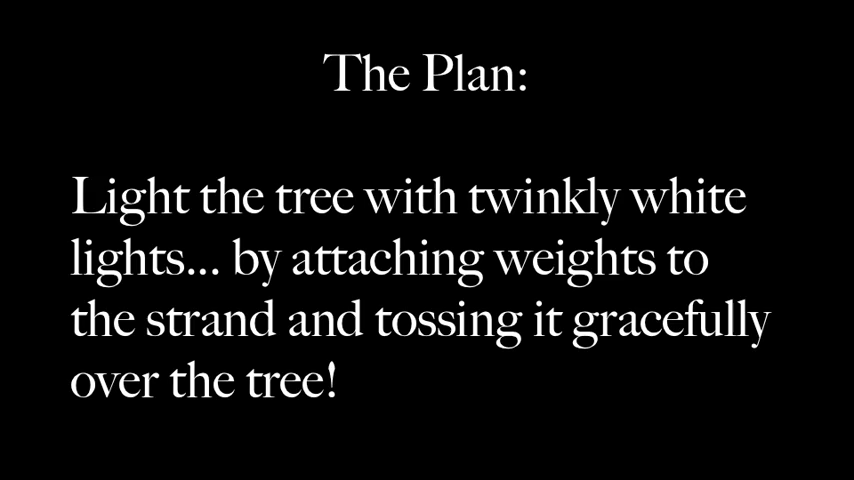 The Plan:
Light the tree with twinkly white
lights... by attaching weights to
the strand and tossing it gracefully
over the tree!